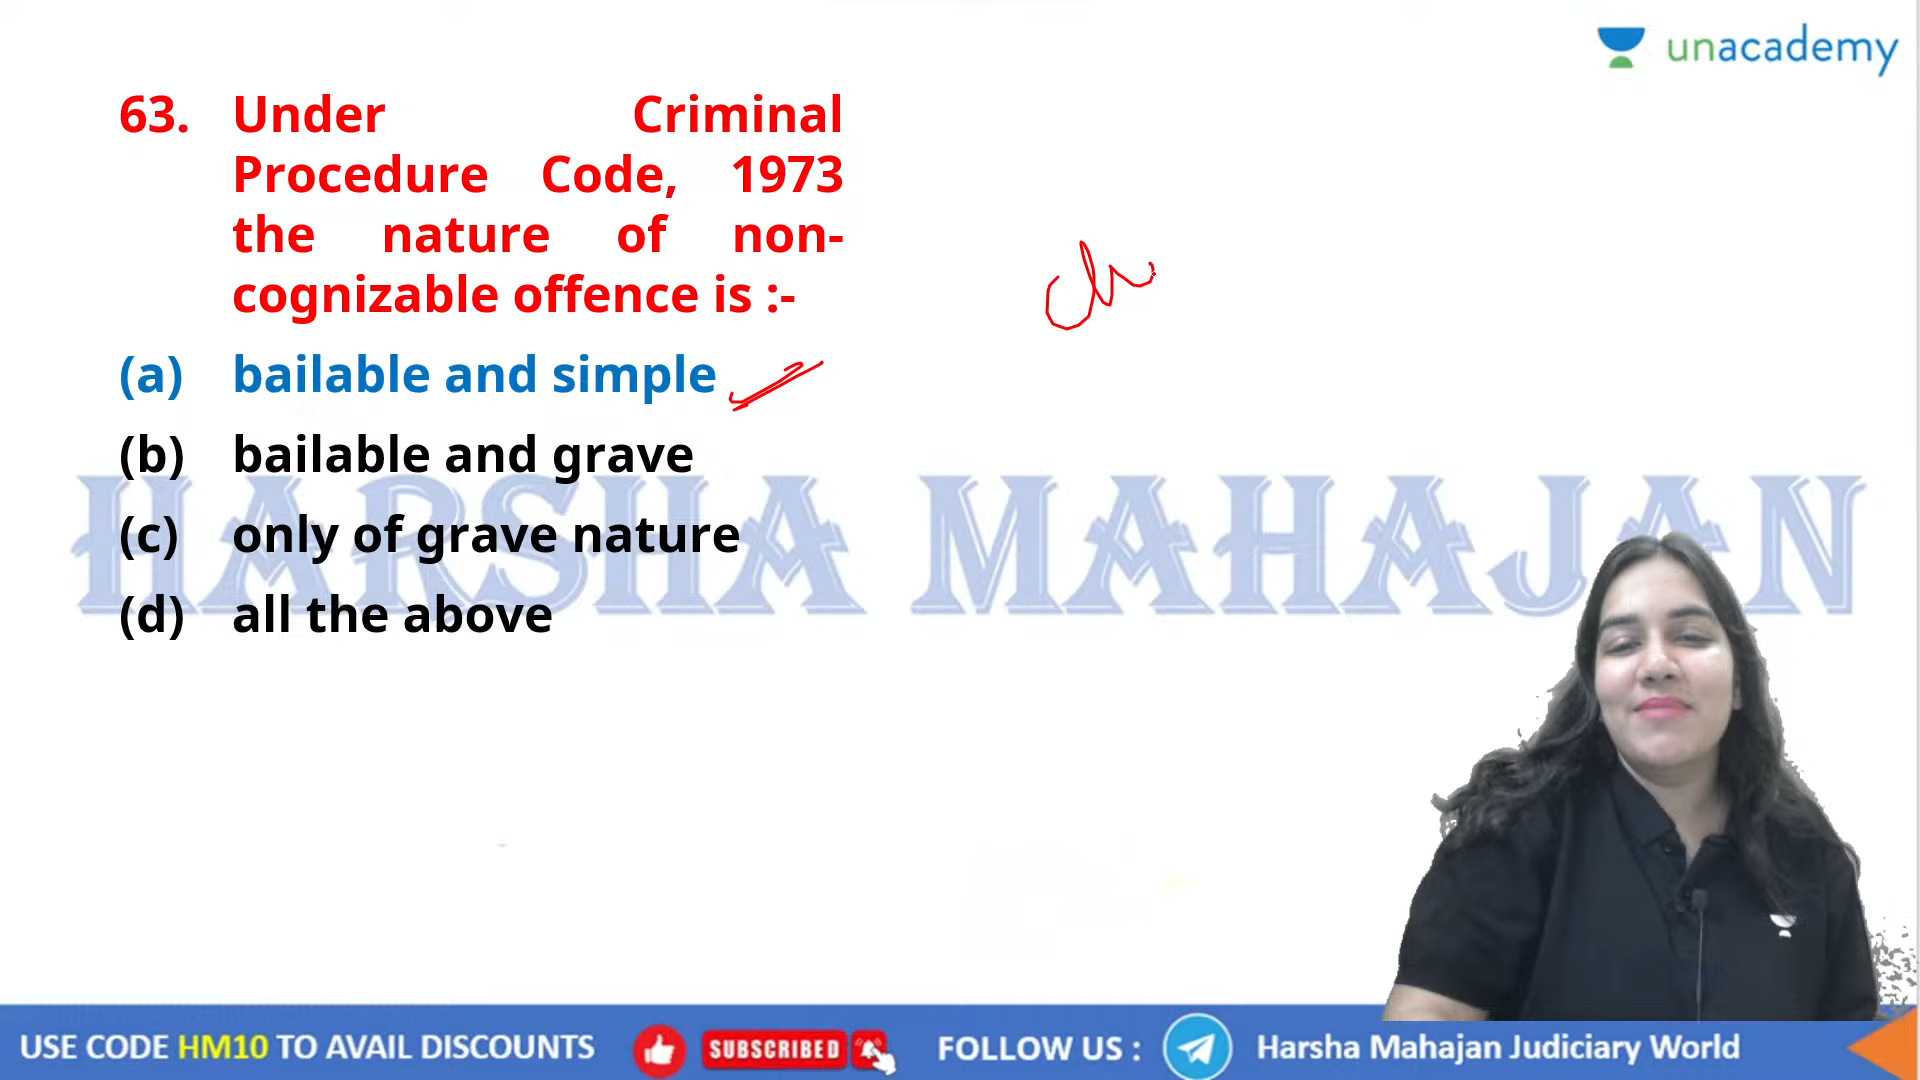 unacademy
63. Under Criminal
Procedure Code, 1973
the nature of non-
cognizable offence is :-
(a) bailable and simple
(b) bailable and grave
(c) only of grave nature
(d) all the above
HARSHA MAHAJAN
USE CODE HM10 TO AVAIL DISCOUNTS
SUBSCRIBED
FOLLOW US :
Harsha Mahajan Judiciary World